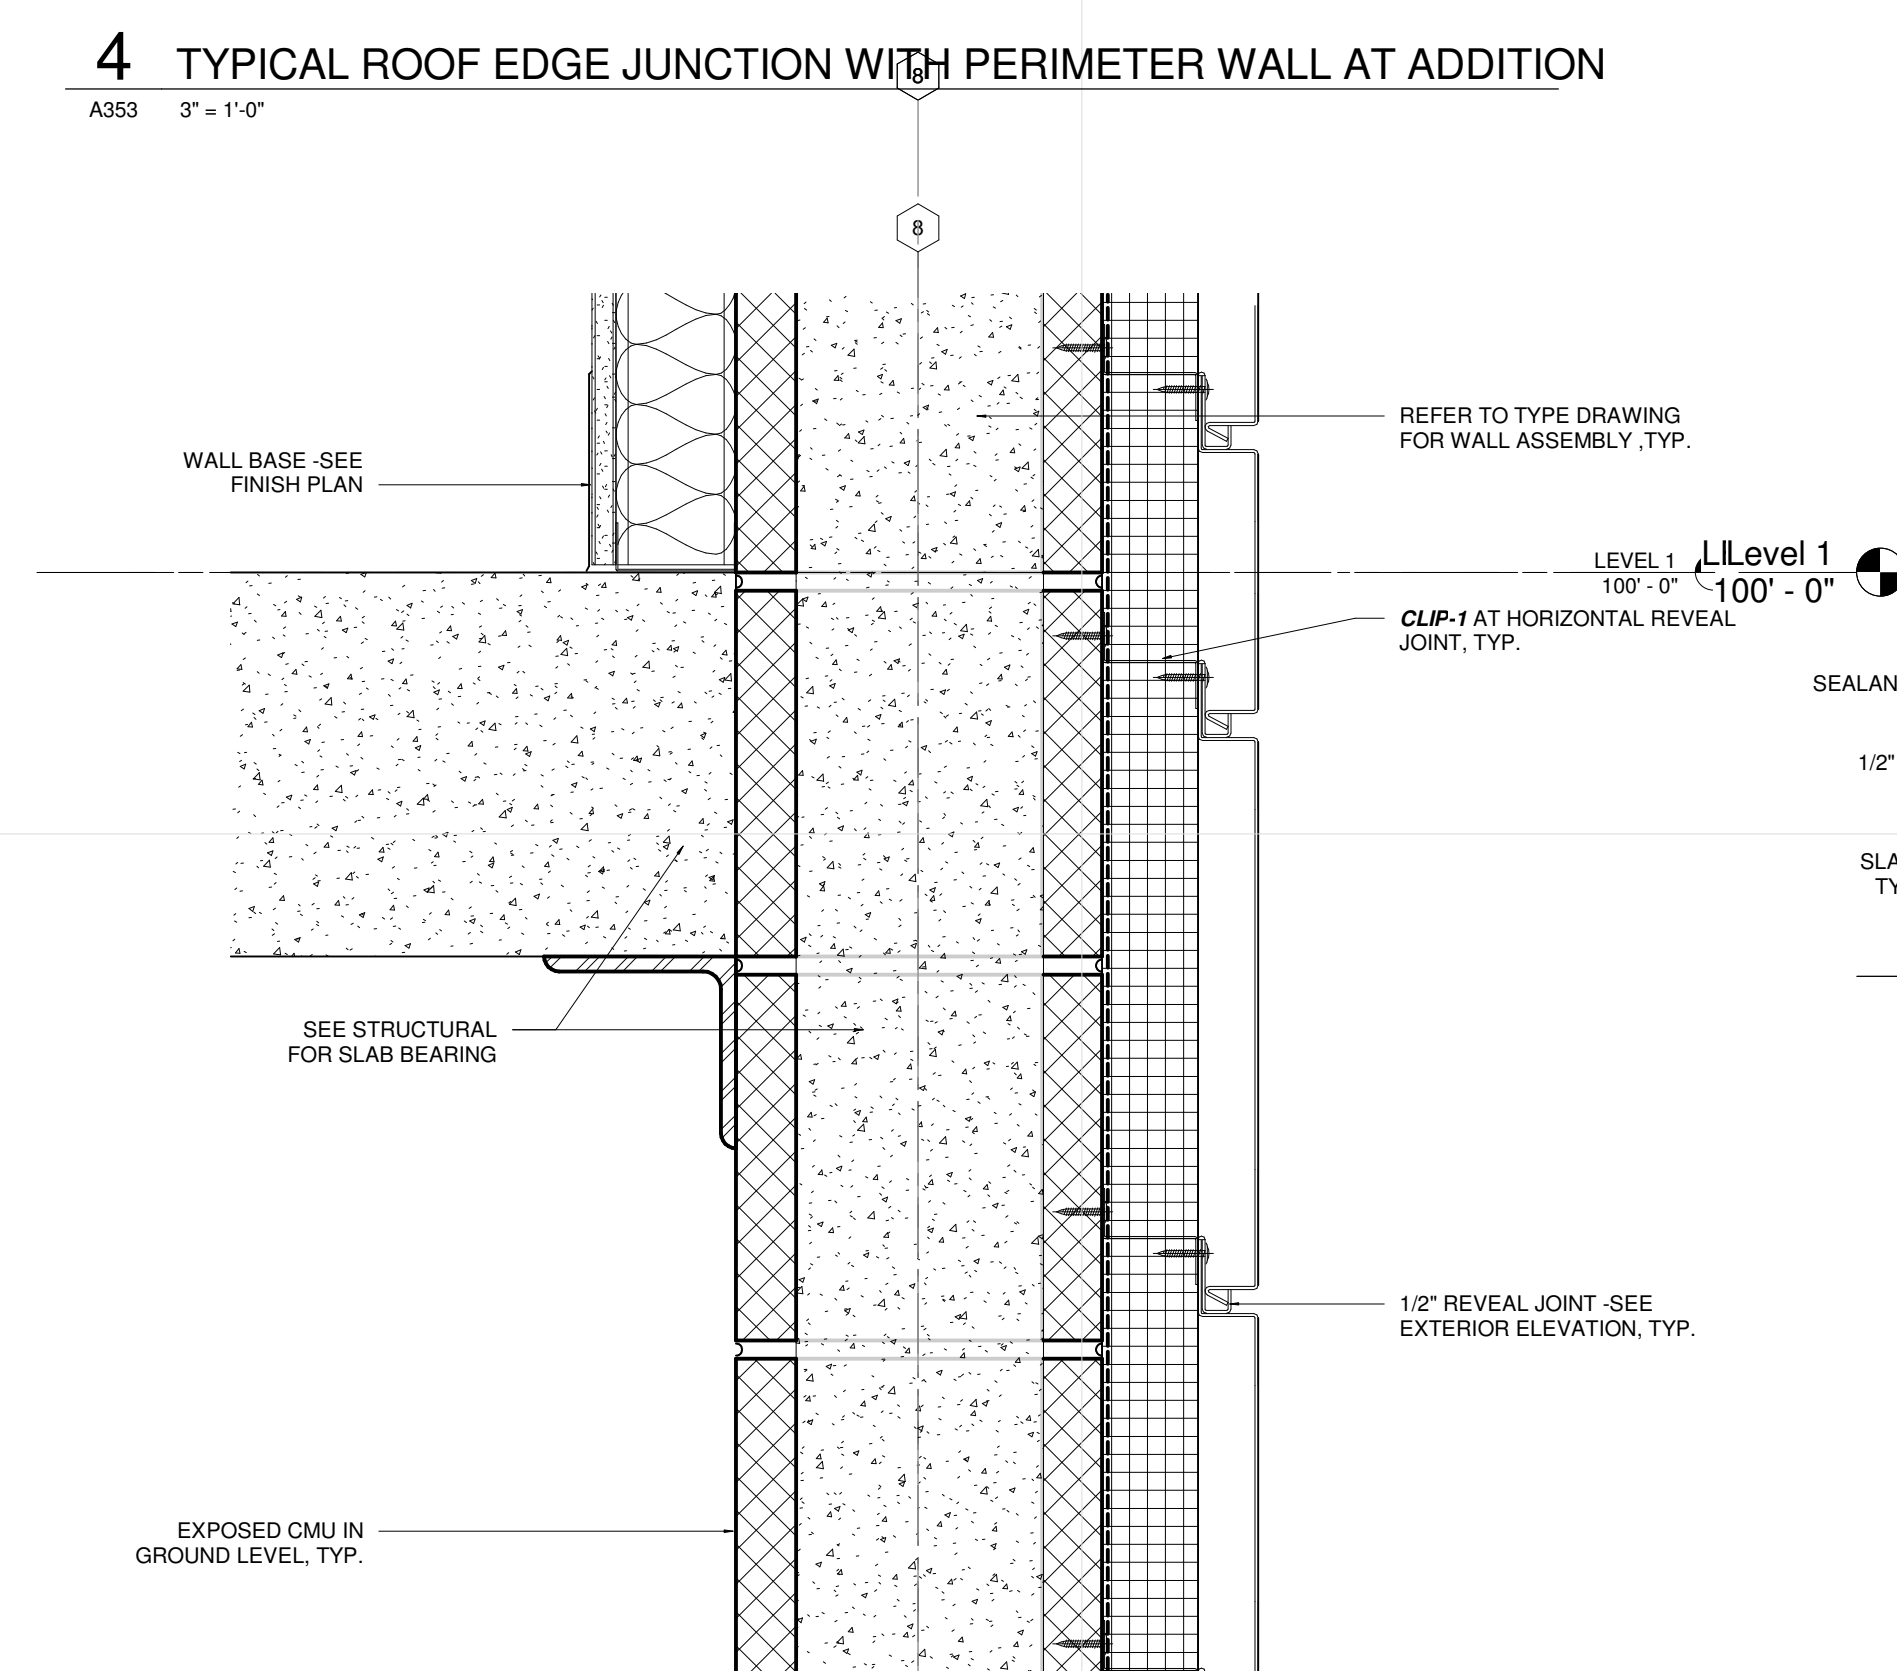 4 TYPICAL ROOF EDGE JUNCTION WITH PERIMETER WALL AT ADDITION
A353 3" = 1'-0"
8
8
REFER TO TYPE DRAWING
FOR WALL ASSEMBLY ,TYP.
WALL BASE -SEE
FINISH PLAN
LEVEL 1
100' - 0"
Level 1
100' - 0"
CLIP-1 AT HORIZONTAL REVEAL
JOINT, TYP.
SEALAN
1/2"
SLA
TY
SEE STRUCTURAL
FOR SLAB BEARING
1/2" REVEAL JOINT -SEE
EXTERIOR ELEVATION, TYP.
EXPOSED CMU IN
GROUND LEVEL, TYP.